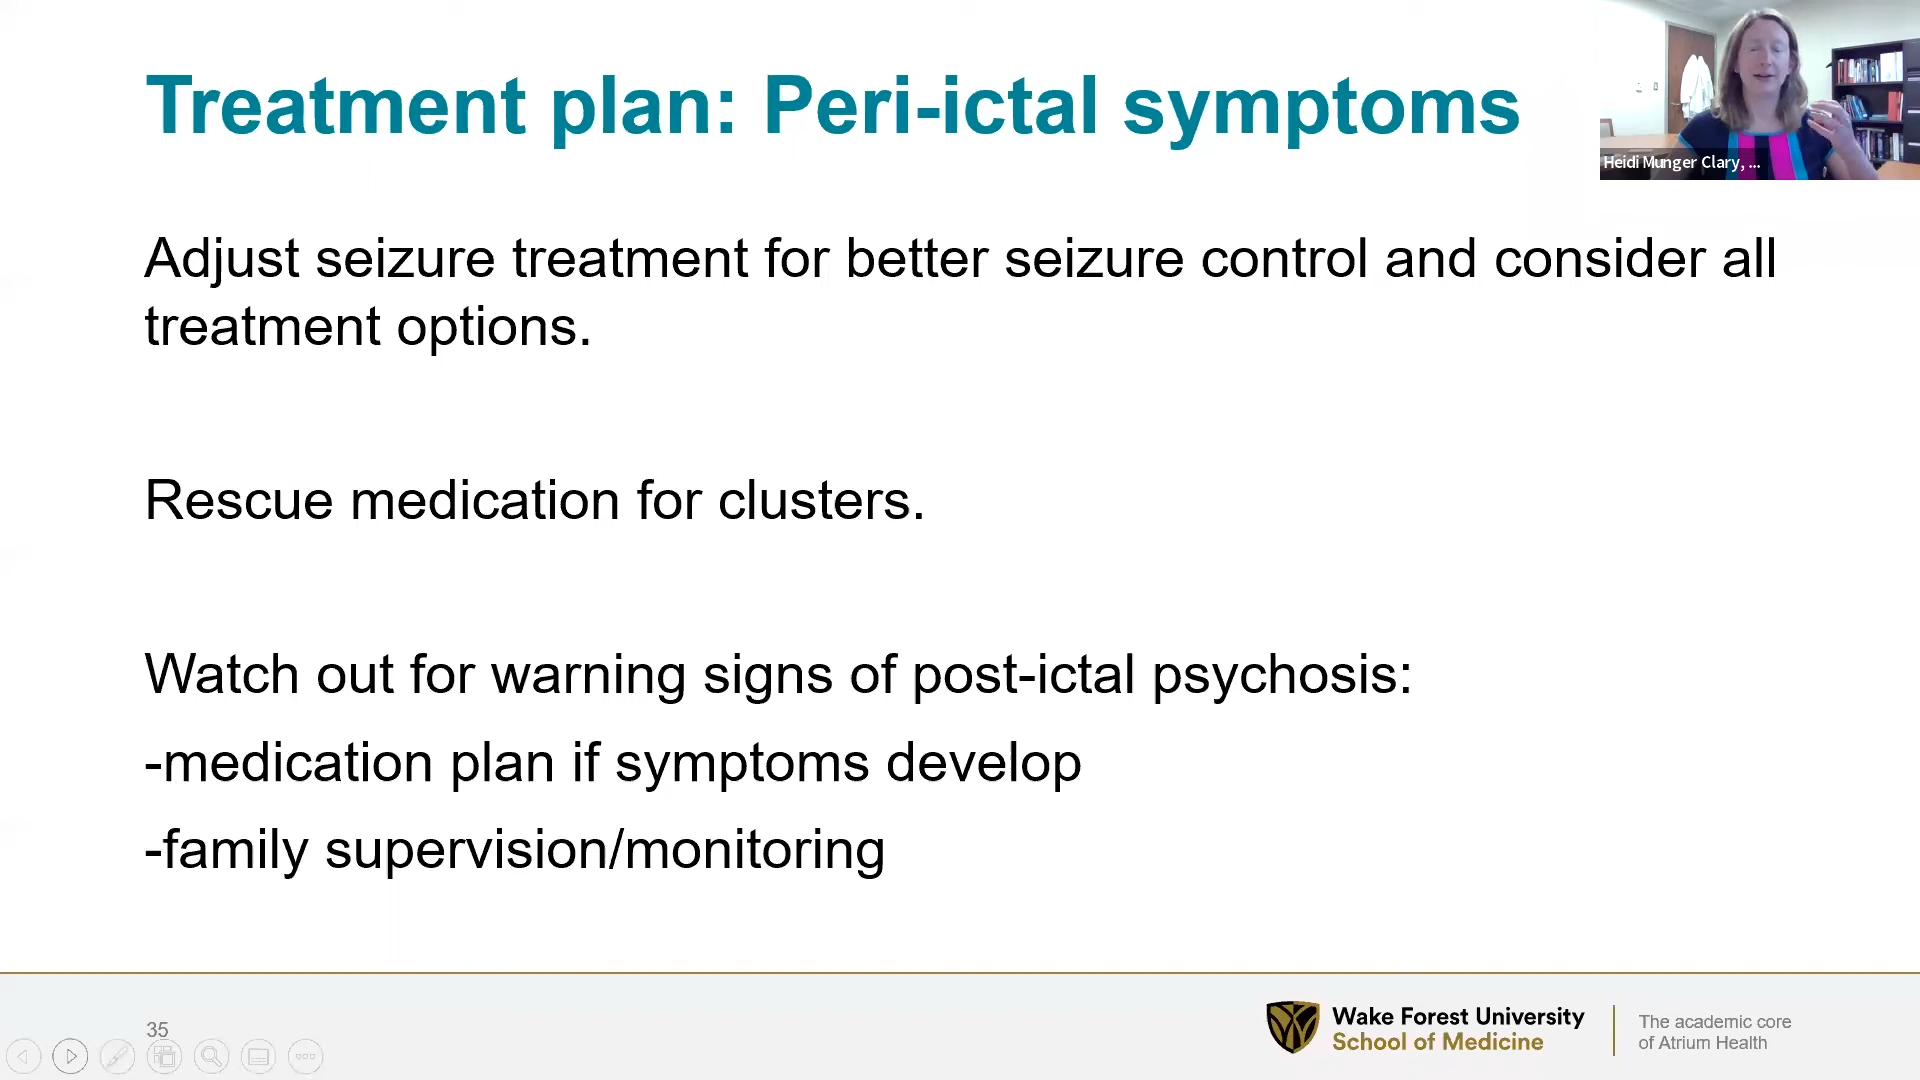 Treatment plan: Peri-ictal symptoms
Heidi Munger Clary, ...
Adjust seizure treatment for better seizure control and consider all
treatment options.
Rescue medication for clusters.
Watch out for warning signs of post-ictal psychosis:
-medication plan if symptoms develop
-family supervision/monitoring
35
Wake Forest University
School of Medicine
The academic core
of Atrium Health